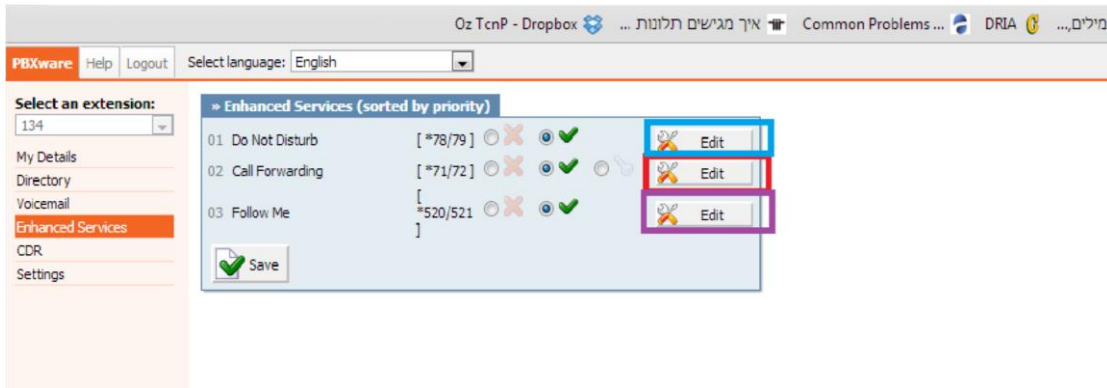 Oz TcnP - Dropbox ... איך מגישים תלונות Common Problems ... DRIA ...,מילים
PBXware Help Logout Select language: English
Select an extension:
134
My Details
Directory
Voicemail
Enhanced Services
CDR
Settings
» Enhanced Services (sorted by priority)
01 Do Not Disturb [ *78/79 ] Edit
02 Call Forwarding [ *71/72 ] Edit
03 Follow Me [ *520/521 ] Edit
Save